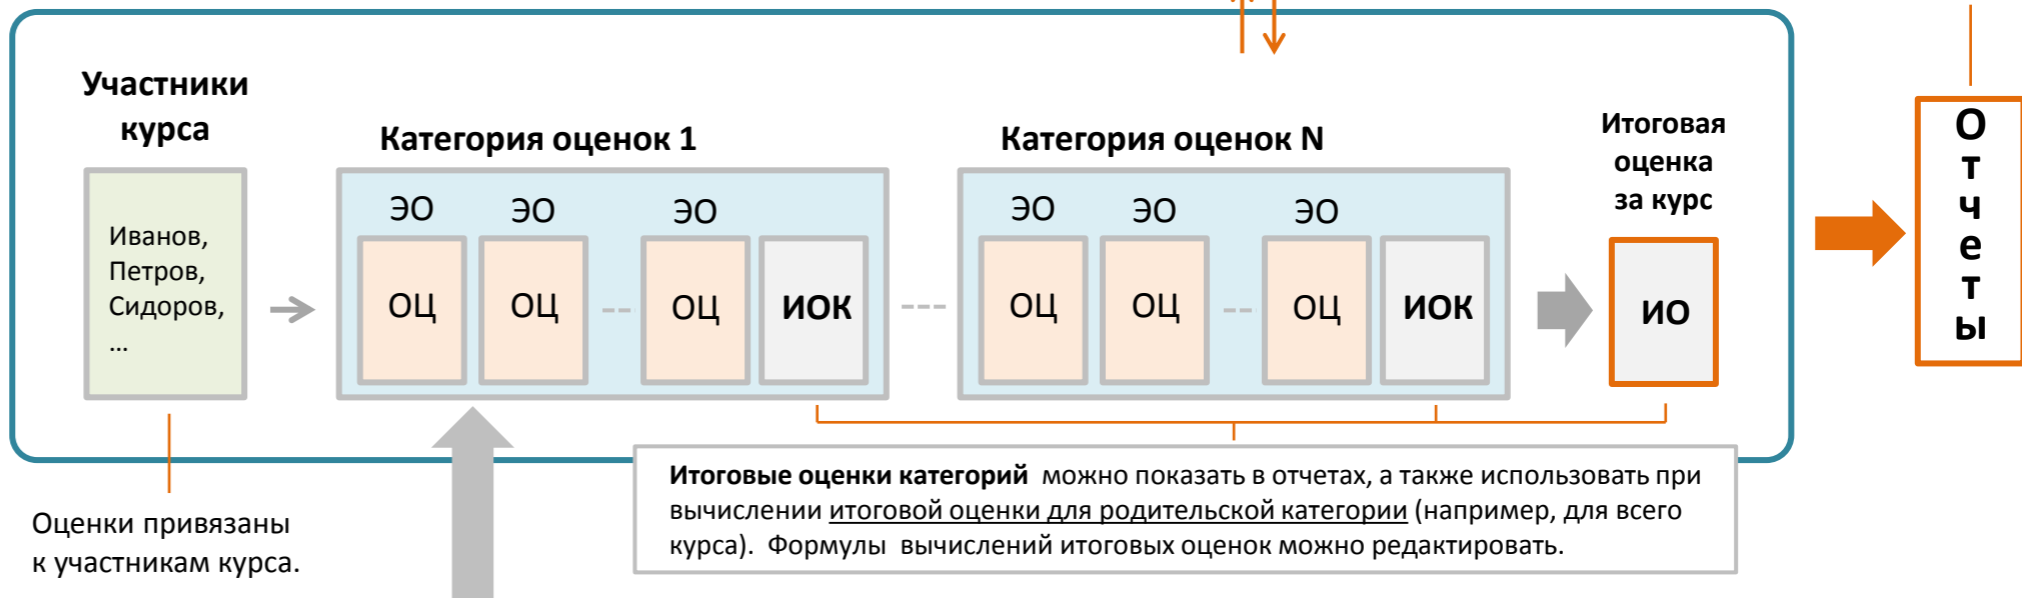 Участники
курса
Иванов,
Петров,
Сидоров,
...
Категория оценок 1
ЭО ЭО ЭО
ОЦ ОЦ ОЦ ИОК
Категория оценок N
ЭО ЭО ЭО
ОЦ ОЦ ОЦ ИОК
Итоговая
оценка
за курс
ИО
Отчеты
Оценки привязаны
к участникам курса.
Итоговые оценки категорий можно показать в отчетах, а также использовать при
вычислении итоговой оценки для родительской категории (например, для всего
курса). Формулы вычислений итоговых оценок можно редактировать.